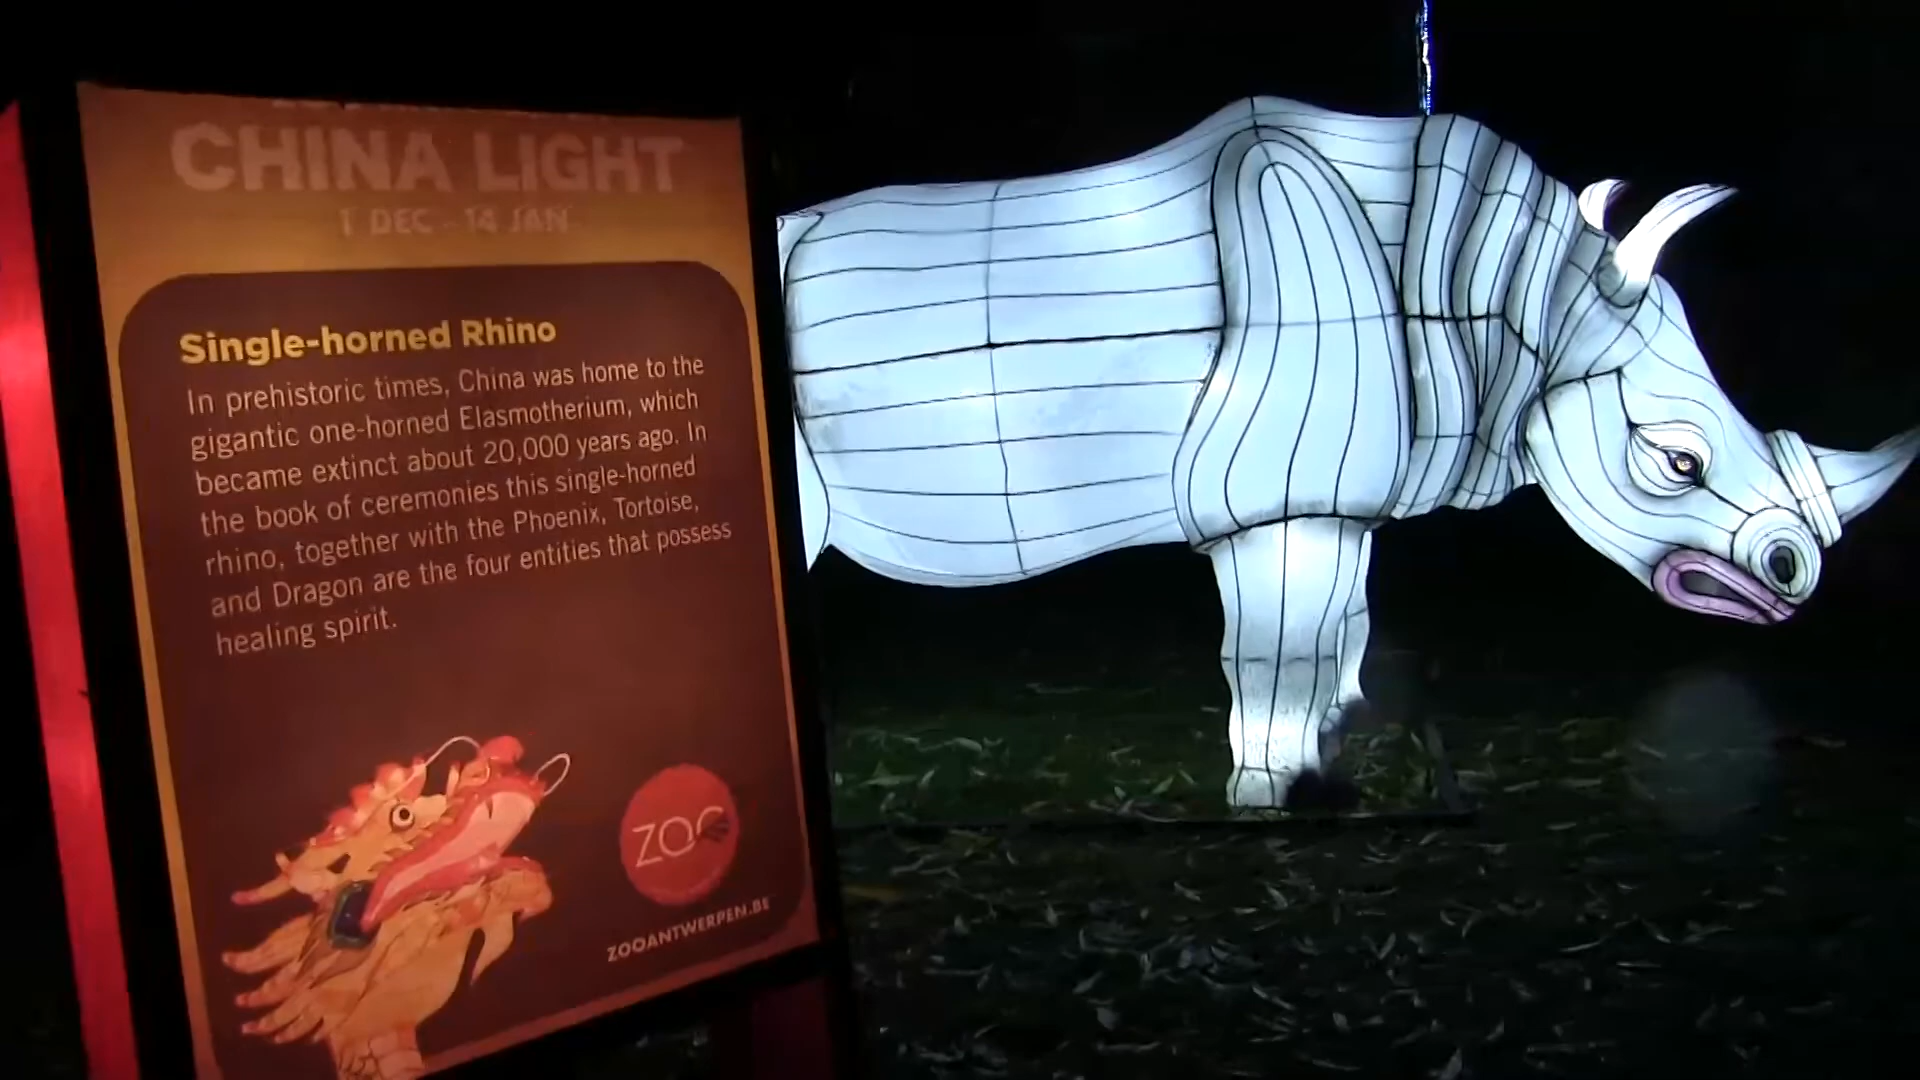 CHINA LIGHT
1 DEC - 14 JAN
Single-horned Rhino
In prehistoric times, China was home to the
gigantic one-horned Elasmotherium, which
became extinct about 20,000 years ago. In
the book of ceremonies this single-horned
rhino, together with the Phoenix, Tortoise,
and Dragon are the four entities that possess
healing spirit.
ZOO
ZOOANTWERPEN.BE